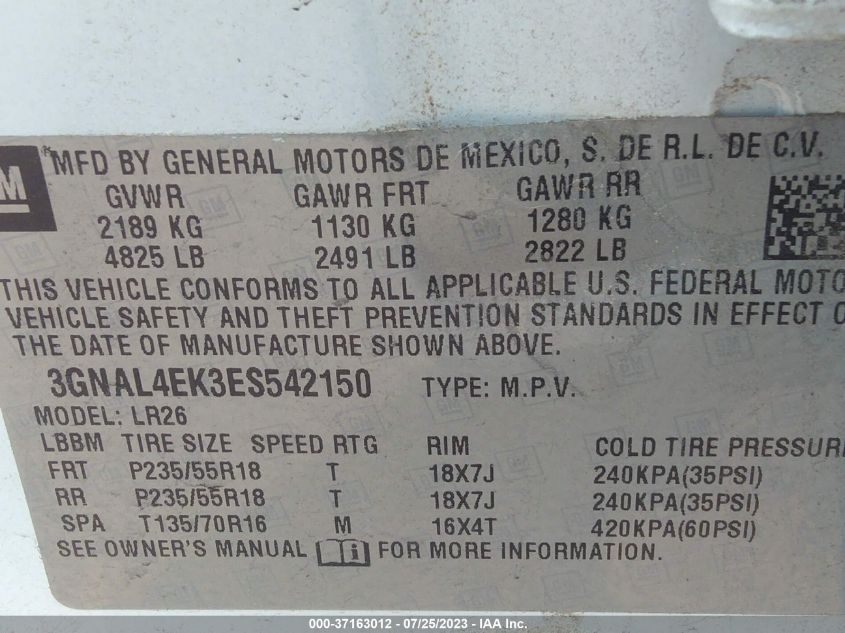 GM
MFD BY GENERAL MOTORS DE MEXICO, S. DE R.L. DE C.V.
GVWR GAWR FRT GAWR RR
2189 KG 1130 KG 1280 KG
4825 LB 2491 LB 2822 LB
THIS VEHICLE CONFORMS TO ALL APPLICABLE U.S. FEDERAL MOTO
VEHICLE SAFETY AND THEFT PREVENTION STANDARDS IN EFFECT O
THE DATE OF MANUFACTURE SHOWN ABOVE.
3GNAL4EK3ES542150 TYPE: M.P.V.
MODEL: LR26
LBBM TIRE SIZE SPEED RTG RIM COLD TIRE PRESSURE
FRT P235/55R18 T 18X7J 240KPA(35PSI)
RR P235/55R18 T 18X7J 240KPA(35PSI)
SPA T135/70R16 M 16X4T 420KPA(60PSI)
SEE OWNER'S MANUAL i FOR MORE INFORMATION.
000-37163012 - 07/25/2023 - IAA Inc.